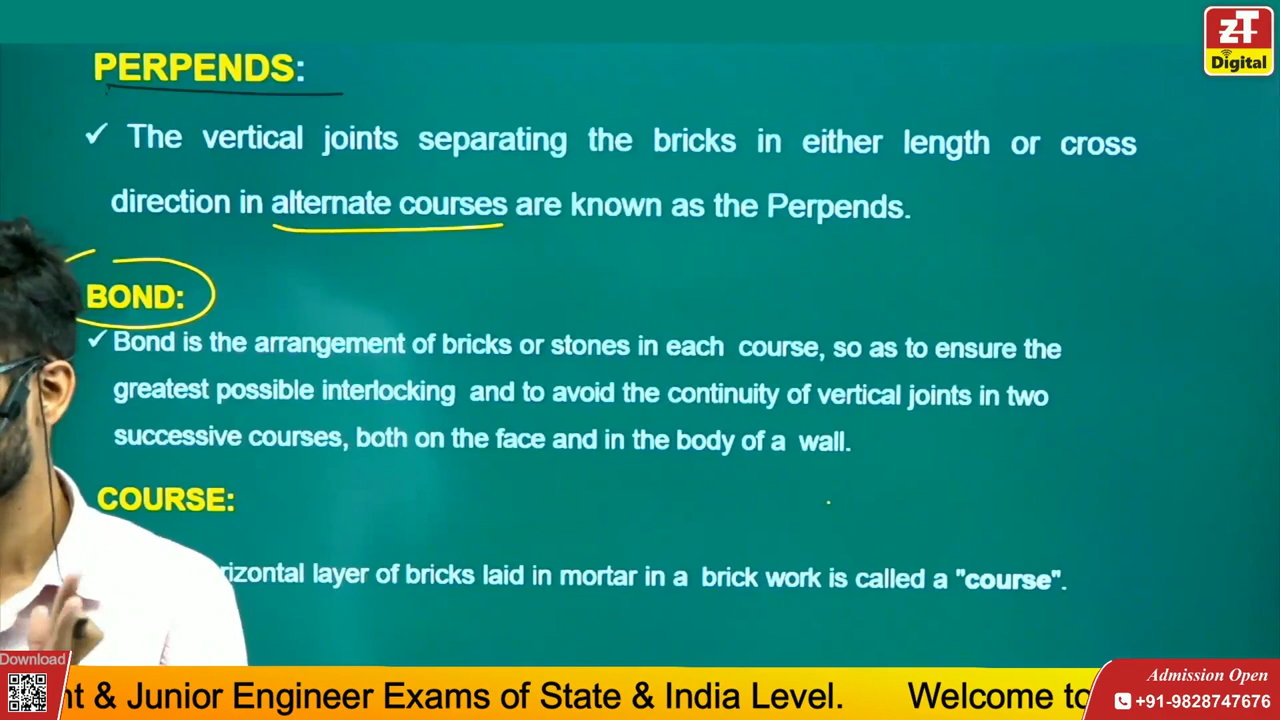 zT
Digital
PERPENDS:
✓ The vertical joints separating the bricks in either length or cross
direction in alternate courses are known as the Perpends.
BOND:
✓ Bond is the arrangement of bricks or stones in each course, so as to ensure the
greatest possible interlocking and to avoid the continuity of vertical joints in two
successive courses, both on the face and in the body of a wall.
COURSE:
layer of bricks laid in mortar in a brick work is called a "course".
Download
& Junior Engineer Exams of State & India Level. Welcome to
Admission Open
+91-9828747676